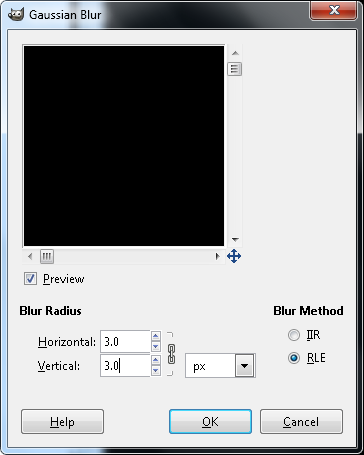 Gaussian Blur
Preview
Blur Radius
Blur Method
Horizontal: 3.0
IIR
Vertical: 3.0 px
RLE
Help OK Cancel